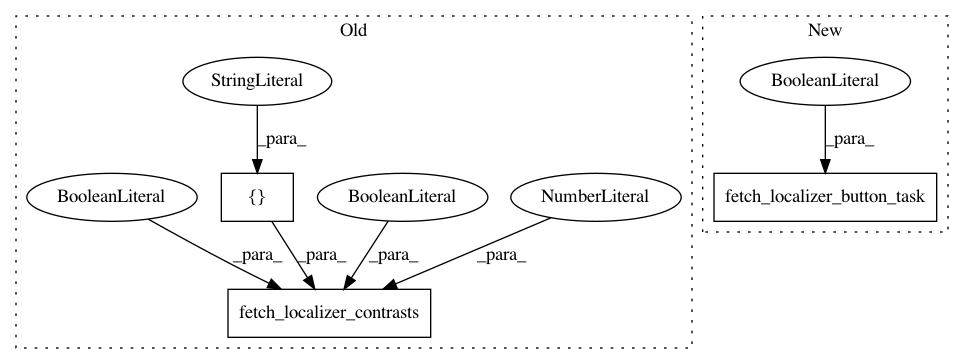 Old
New
StringLiteral
BooleanLiteral
_para_
_para_
BooleanLiteral
{}
BooleanLiteral
NumberLiteral
fetch_localizer_button_task
_para_
_para_
_para_
_para_
fetch_localizer_contrasts